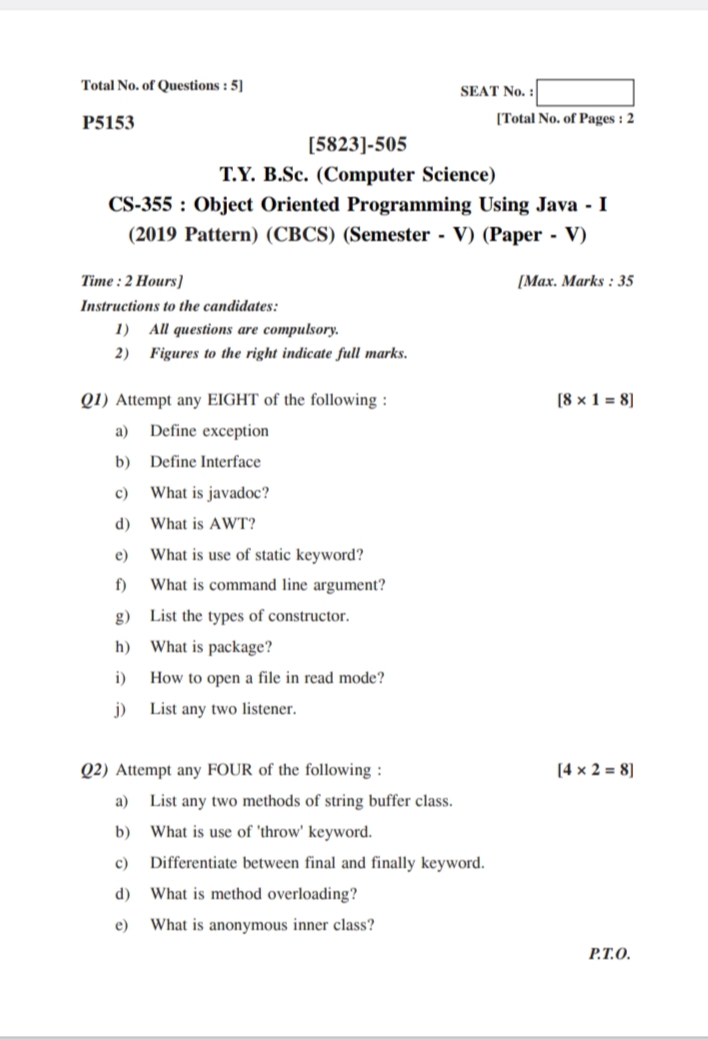 Total No. of Questions : 5]
SEAT No. :
P5153
[Total No. of Pages : 2
[5823]-505
T.Y. B.Sc. (Computer Science)
CS-355 : Object Oriented Programming Using Java - I
(2019 Pattern) (CBCS) (Semester - V) (Paper - V)
Time : 2 Hours]
[Max. Marks : 35
Instructions to the candidates:
1) All questions are compulsory.
2) Figures to the right indicate full marks.
Q1) Attempt any EIGHT of the following : [8 × 1 = 8]
a) Define exception
b) Define Interface
c) What is javadoc?
d) What is AWT?
e) What is use of static keyword?
f) What is command line argument?
g) List the types of constructor.
h) What is package?
i) How to open a file in read mode?
j) List any two listener.
Q2) Attempt any FOUR of the following : [4 × 2 = 8]
a) List any two methods of string buffer class.
b) What is use of 'throw' keyword.
c) Differentiate between final and finally keyword.
d) What is method overloading?
e) What is anonymous inner class?
P.T.O.